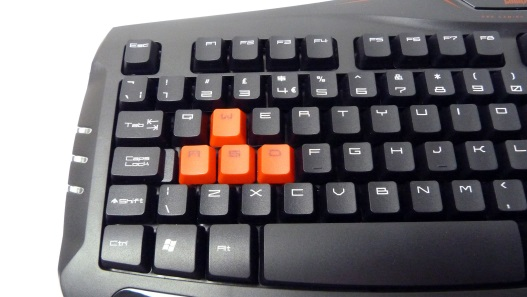 Esc F1 F2 F3 F4 F5 F6 F7 F8
! 1 2 # 3 4 € % 5 ^ 6 & 7 * 8 ( 9 ) 0
Tab Q W E R T Y U I O
Caps Lock A S D F G H J K L
Shift \ Z X C V B N M <
Ctrl Alt